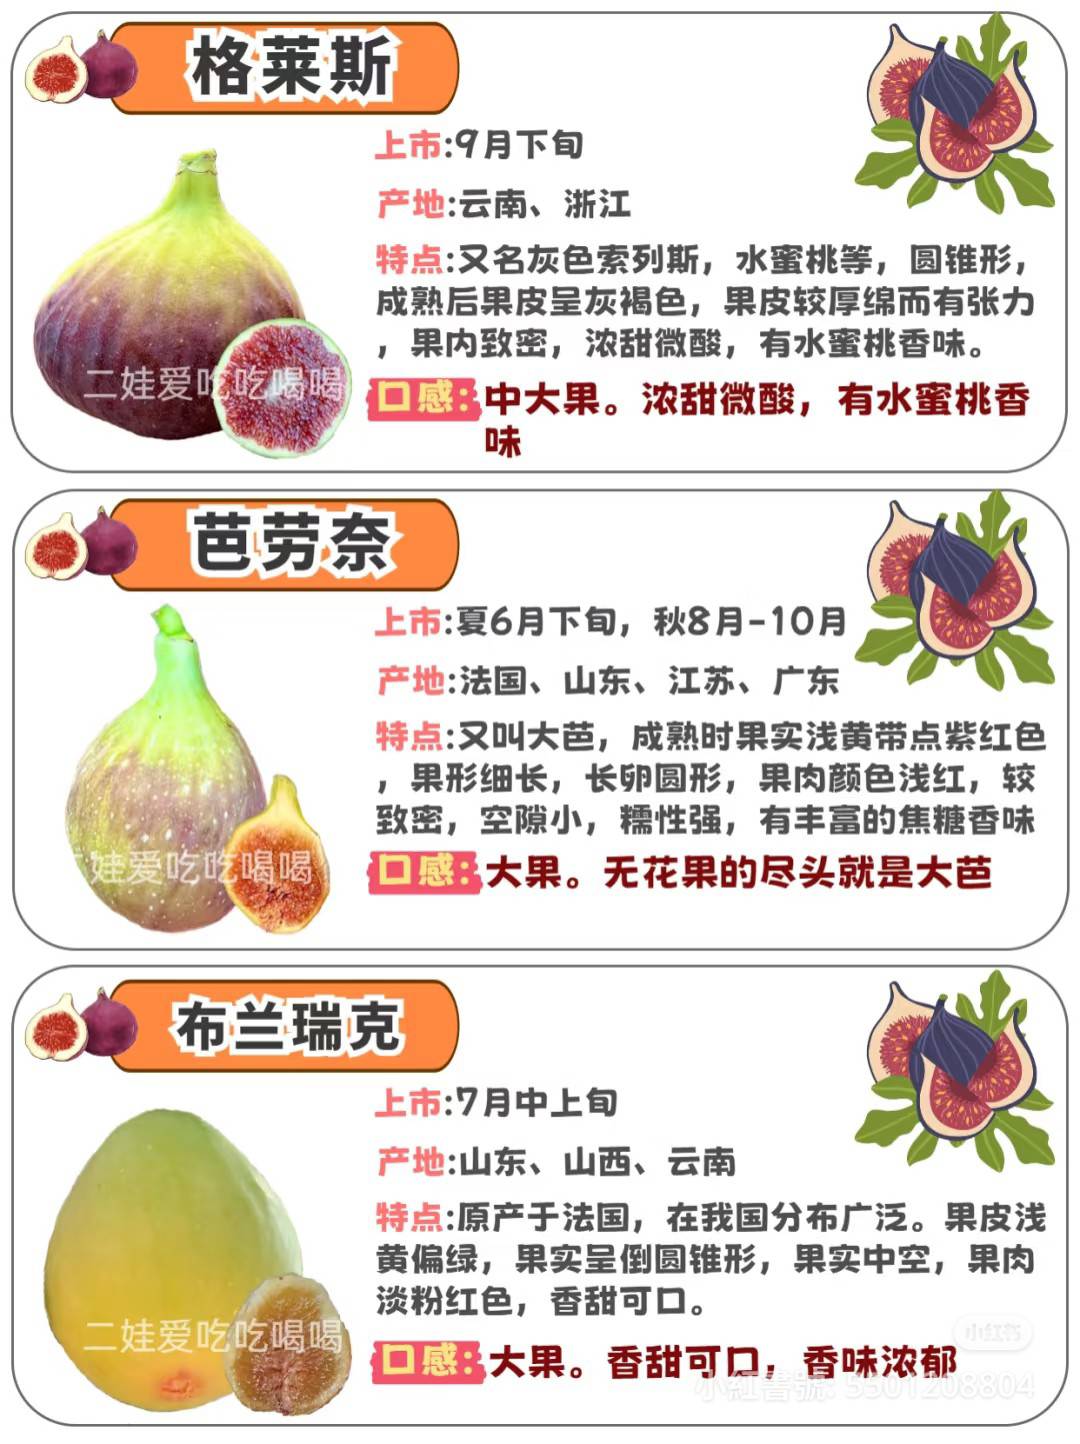 格莱斯
上市:9月下旬
产地:云南、浙江
特点:又名灰色索列斯，水蜜桃等，圆锥形，
成熟后果皮呈灰褐色，果皮较厚绵而有张力
，果内致密，浓甜微酸，有水蜜桃香味。
口感:中大果。浓甜微酸，有水蜜桃香
味
二娃爱吃吃喝喝
芭劳奈
上市:夏6月下旬，秋8月-10月
产地:法国、山东、江苏、广东
特点:又叫大芭，成熟时果实浅黄带点紫红色
，果形细长，长卵圆形，果肉颜色浅红，较
致密，空隙小，糯性强，有丰富的焦糖香味
口感:大果。无花果的尽头就是大芭
二娃爱吃吃喝喝
布兰瑞克
上市:7月中上旬
产地:山东、山西、云南
特点:原产于法国，在我国分布广泛。果皮浅
黄偏绿，果实呈倒圆锥形，果实中空，果肉
淡粉红色，香甜可口。
口感:大果。香甜可口，香味浓郁
二娃爱吃吃喝喝
小红书
小紅書號: 5501208804